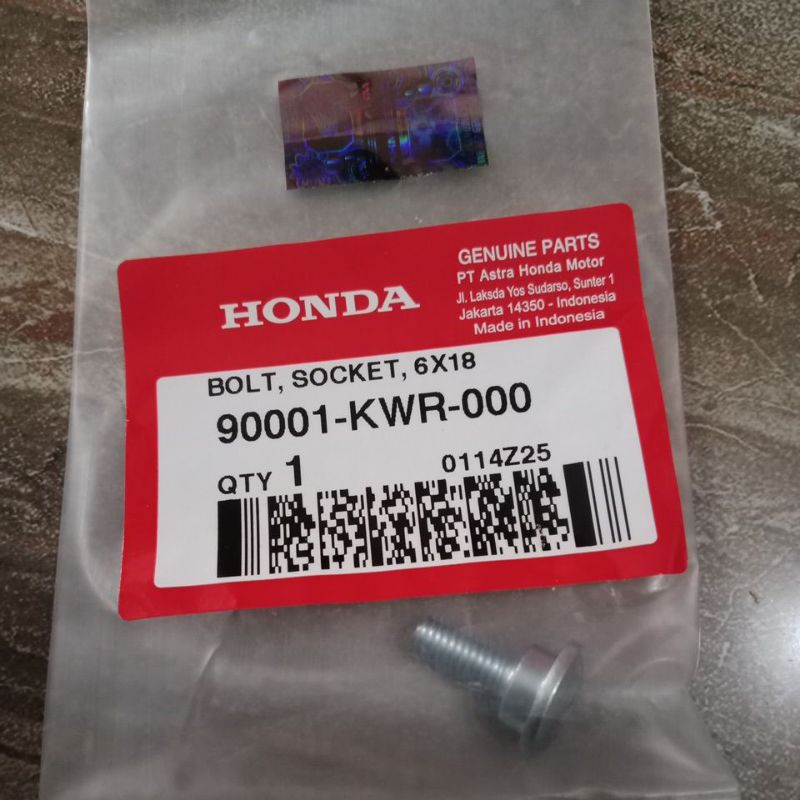 HONDA
GENUINE PARTS
PT Astra Honda Motor
Jl. Laksda Yos Sudarso, Sunter 1
Jakarta 14350 - Indonesia
Made in Indonesia
BOLT, SOCKET, 6X18
90001-KWR-000
QTY 1
0114Z25